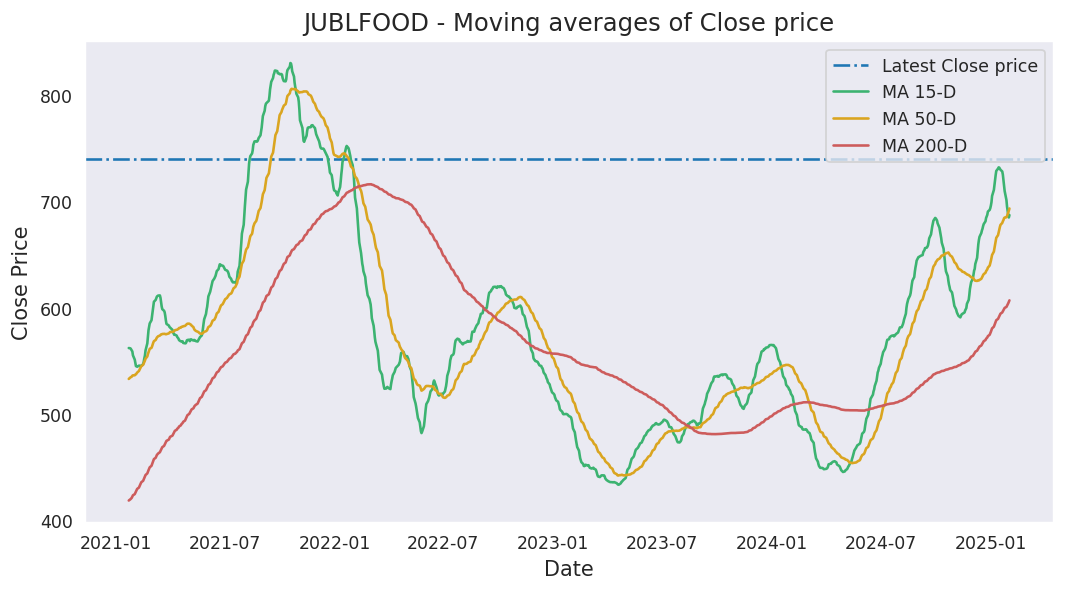 JUBLFOOD - Moving averages of Close price
Latest Close price
MA 15-D
MA 50-D
MA 200-D
Close Price
800
700
600
500
400
2021-01 2021-07 2022-01 2022-07 2023-01 2023-07 2024-01 2024-07 2025-01
Date